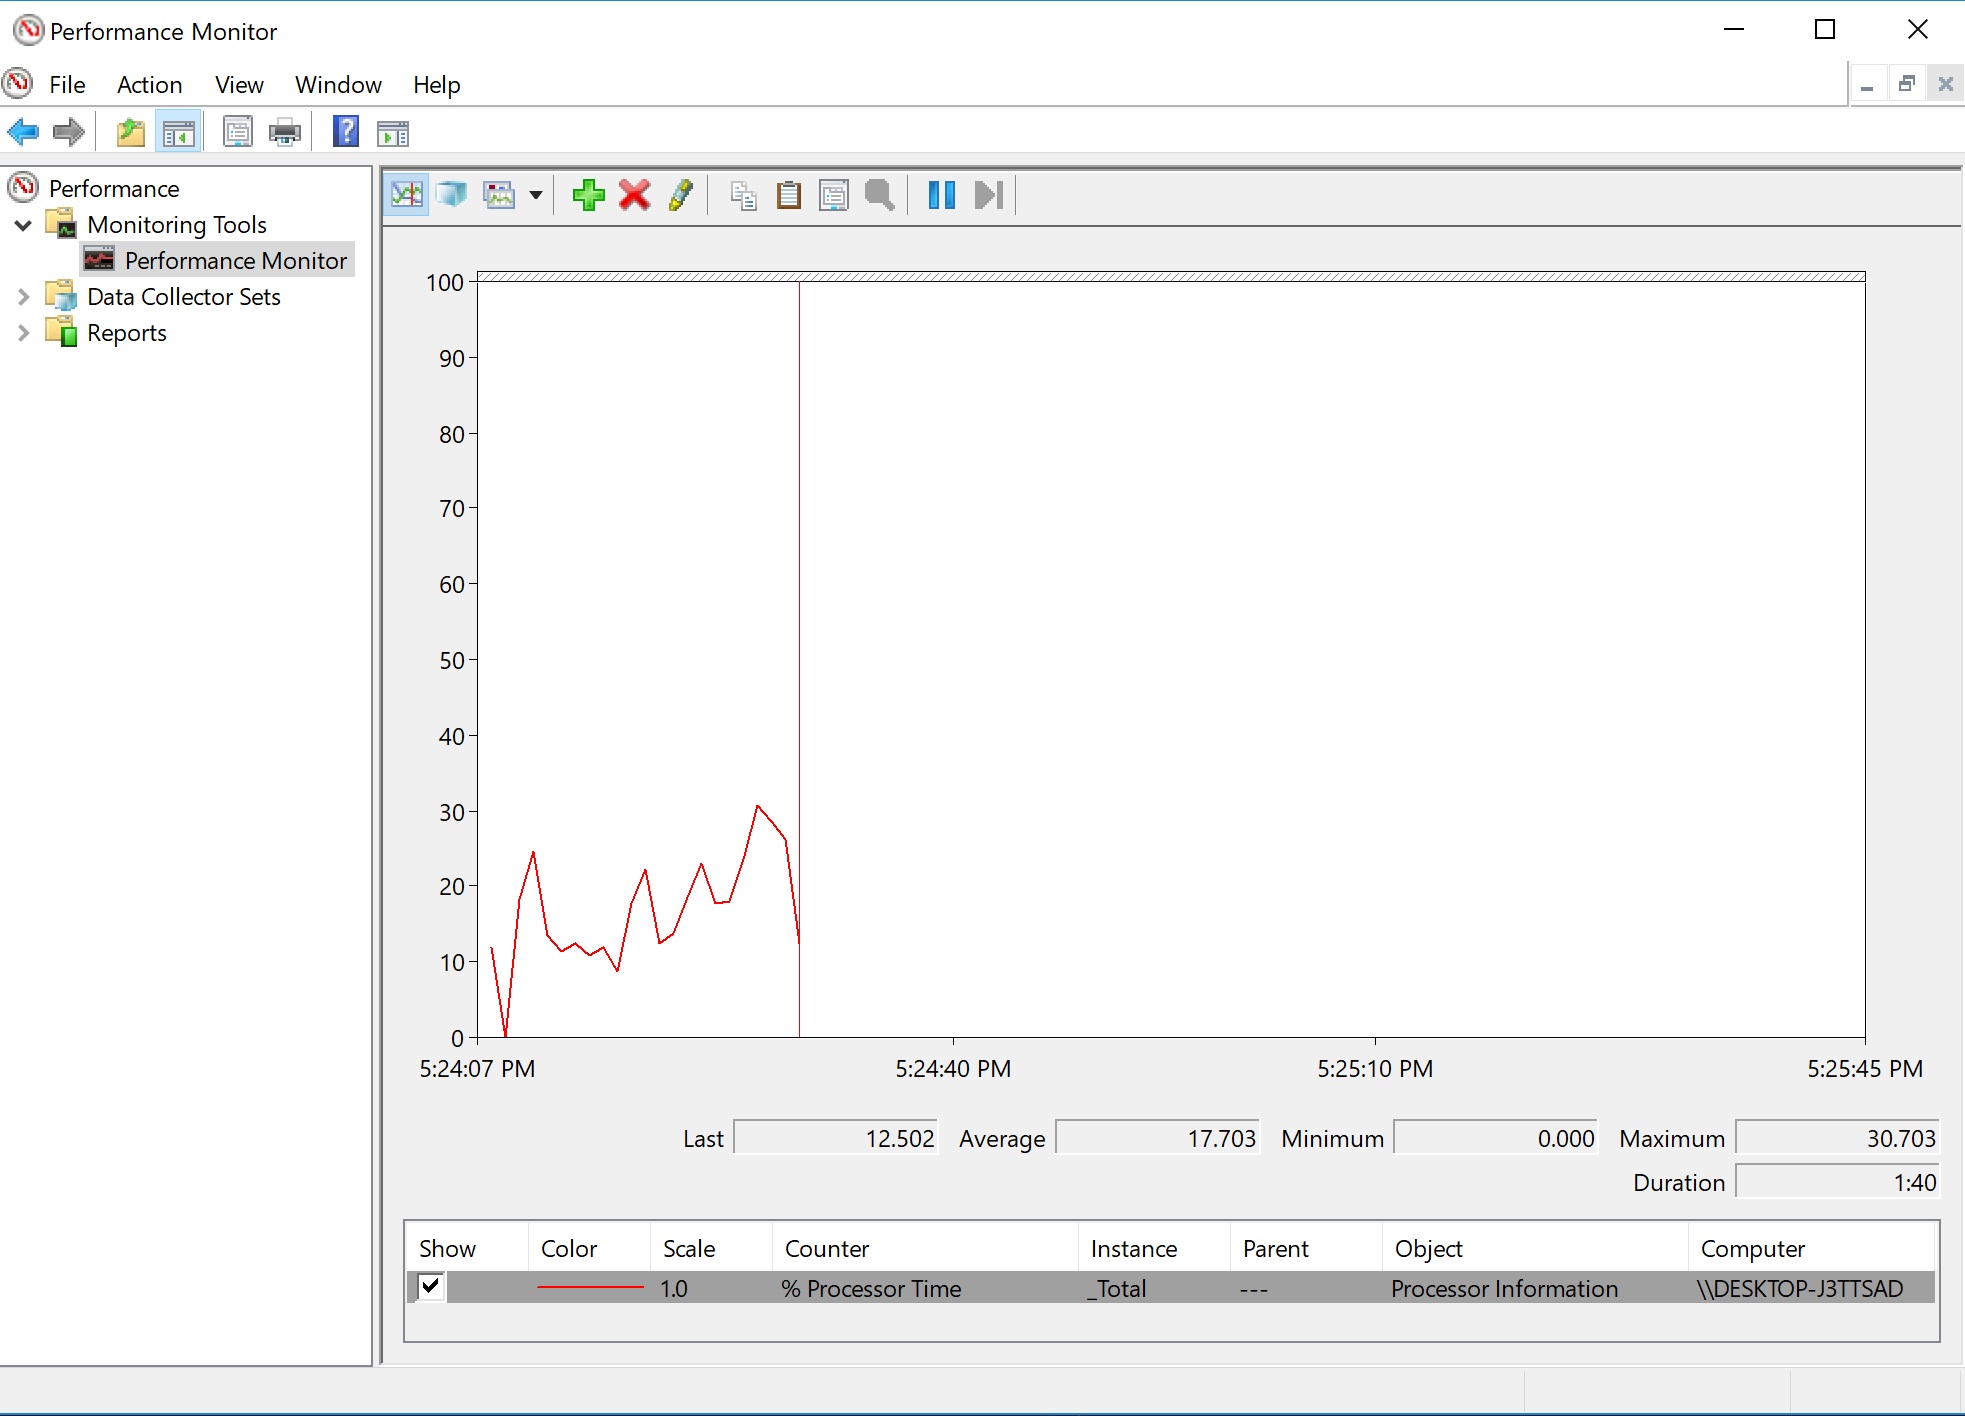 Performance Monitor
File Action View Window Help
Performance
Monitoring Tools
Performance Monitor
Data Collector Sets
Reports
100
90
80
70
60
50
40
30
20
10
0
5:24:07 PM 5:24:40 PM 5:25:10 PM 5:25:45 PM
Last 12.502 Average 17.703 Minimum 0.000 Maximum 30.703
Duration 1:40
Show Color Scale Counter Instance Parent Object Computer
1.0 % Processor Time _Total --- Processor Information \\DESKTOP-J3TTSAD